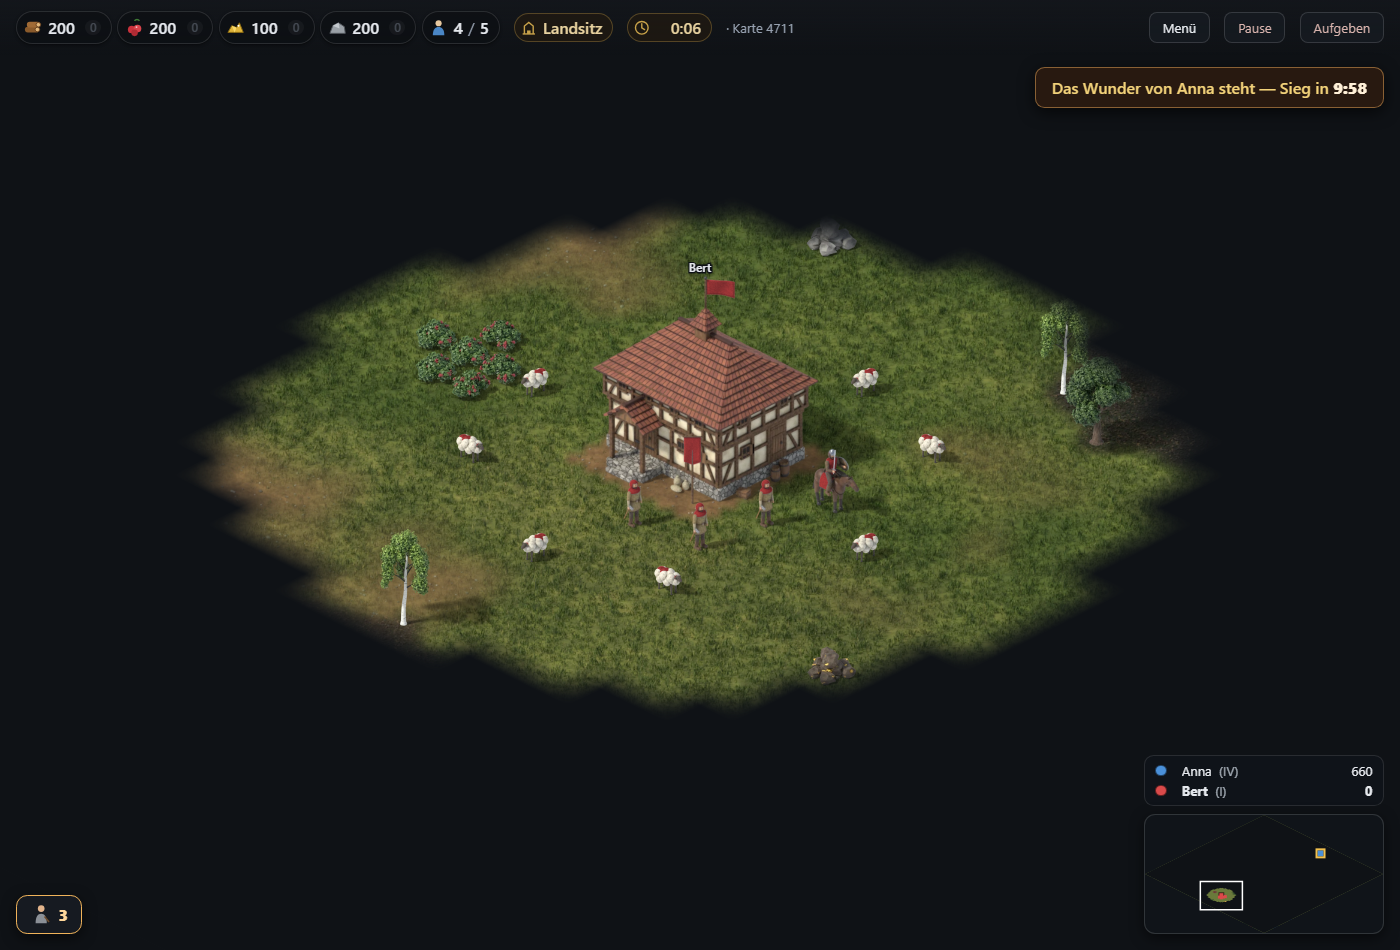 200 0 200 0 100 0 200 0 4 / 5 Landsitz 0:06 · Karte 4711 Menü Pause Aufgeben
Das Wunder von Anna steht — Sieg in 9:58
Bert
Anna (IV) 660
Bert (I) 0
3